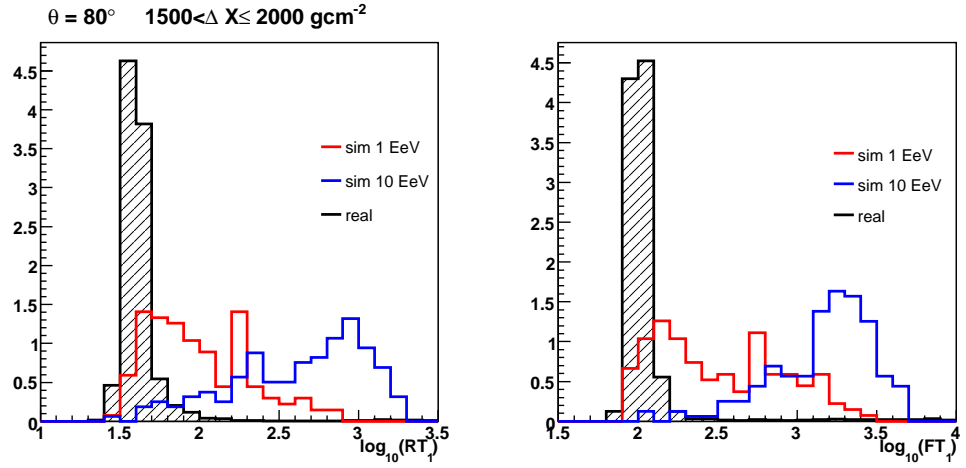 θ = 80° 1500<Δ X≤ 2000 gcm⁻²
4.5
4
3.5
3
2.5
2
1.5
1
0.5
0
1 1.5 2 2.5 3 3.5
log₁₀(RT₁)
sim 1 EeV
sim 10 EeV
real
4.5
4
3.5
3
2.5
2
1.5
1
0.5
0
1.5 2 2.5 3 3.5 4
log₁₀(FT₁)
sim 1 EeV
sim 10 EeV
real